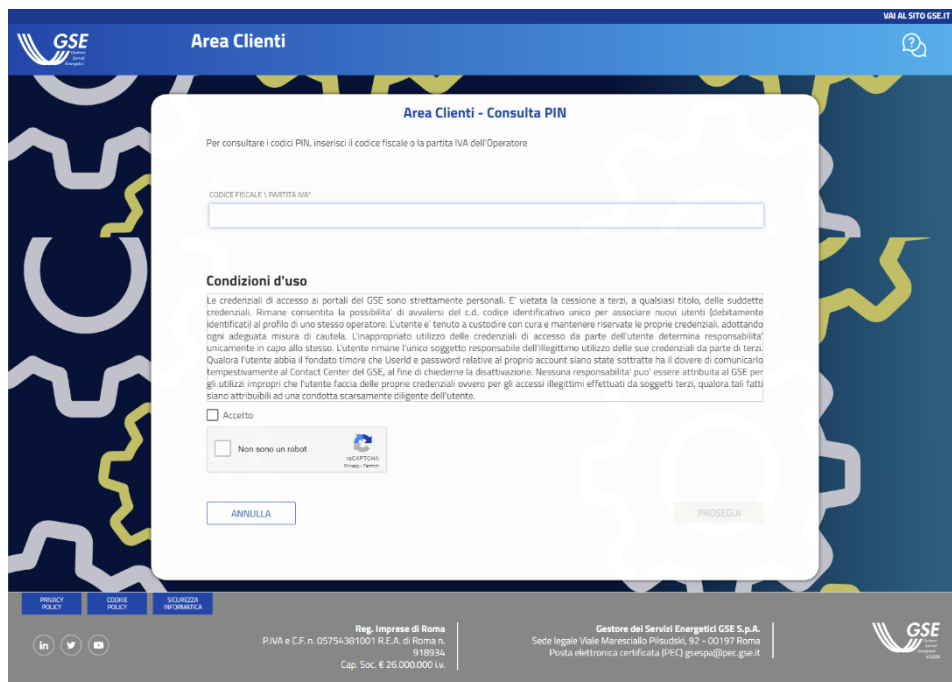 VAI AL SITO GSE.IT
GSE
Gestore
Servizi
Energetici
Area Clienti
Area Clienti - Consulta PIN
Per consultare i codici PIN, inserisci il codice fiscale o la partita IVA dell'Operatore
CODICE FISCALE \ PARTITA IVA*
Condizioni d'uso
Le credenziali di accesso ai portali del GSE sono strettamente personali. E' vietata la cessione a terzi, a qualsiasi titolo, delle suddette
credenziali. Rimane consentita la possibilita' di avvalersi del c.d. codice identificativo unico per associare nuovi utenti (debitamente
identificati) al profilo di uno stesso operatore. L'utente e' tenuto a custodire con cura e mantenere riservate le proprie credenziali, adottando
ogni adeguata misura di cautela. L'inappropriato utilizzo delle credenziali di accesso da parte dell'utente determina responsabilita'
unicamente in capo allo stesso. L'utente rimane l'unico soggetto responsabile dell'illegittimo utilizzo delle sue credenziali da parte di terzi.
Qualora l'utente abbia il fondato timore che UserId e password relative al proprio account siano state sottratte ha il dovere di comunicarlo
tempestivamente al Contact Center del GSE, al fine di chiederne la disattivazione. Nessuna responsabilita' puo' essere attribuita al GSE per
gli utilizzi impropri che l'utente faccia delle proprie credenziali ovvero per gli accessi illegittimi effettuati da soggetti terzi, qualora tali fatti
siano attribuibili ad una condotta scarsamente diligente dell'utente.
Accetto
Non sono un robot
reCAPTCHA
Privacy - Termini
ANNULLA
PROSEGUI
PRIVACY
POLICY
COOKIE
POLICY
SICUREZZA
INFORMATICA
Reg. Imprese di Roma
P.IVA e C.F. n. 05754381001 R.E.A. di Roma n.
918934
Cap. Soc. € 26.000.000 i.v.
Gestore dei Servizi Energetici GSE S.p.A.
Sede legale Viale Maresciallo Pilsudski, 92 - 00197 Roma
Posta elettronica certificata (PEC) gsespa@pec.gse.it
GSE
Gestore
Servizi
Energetici